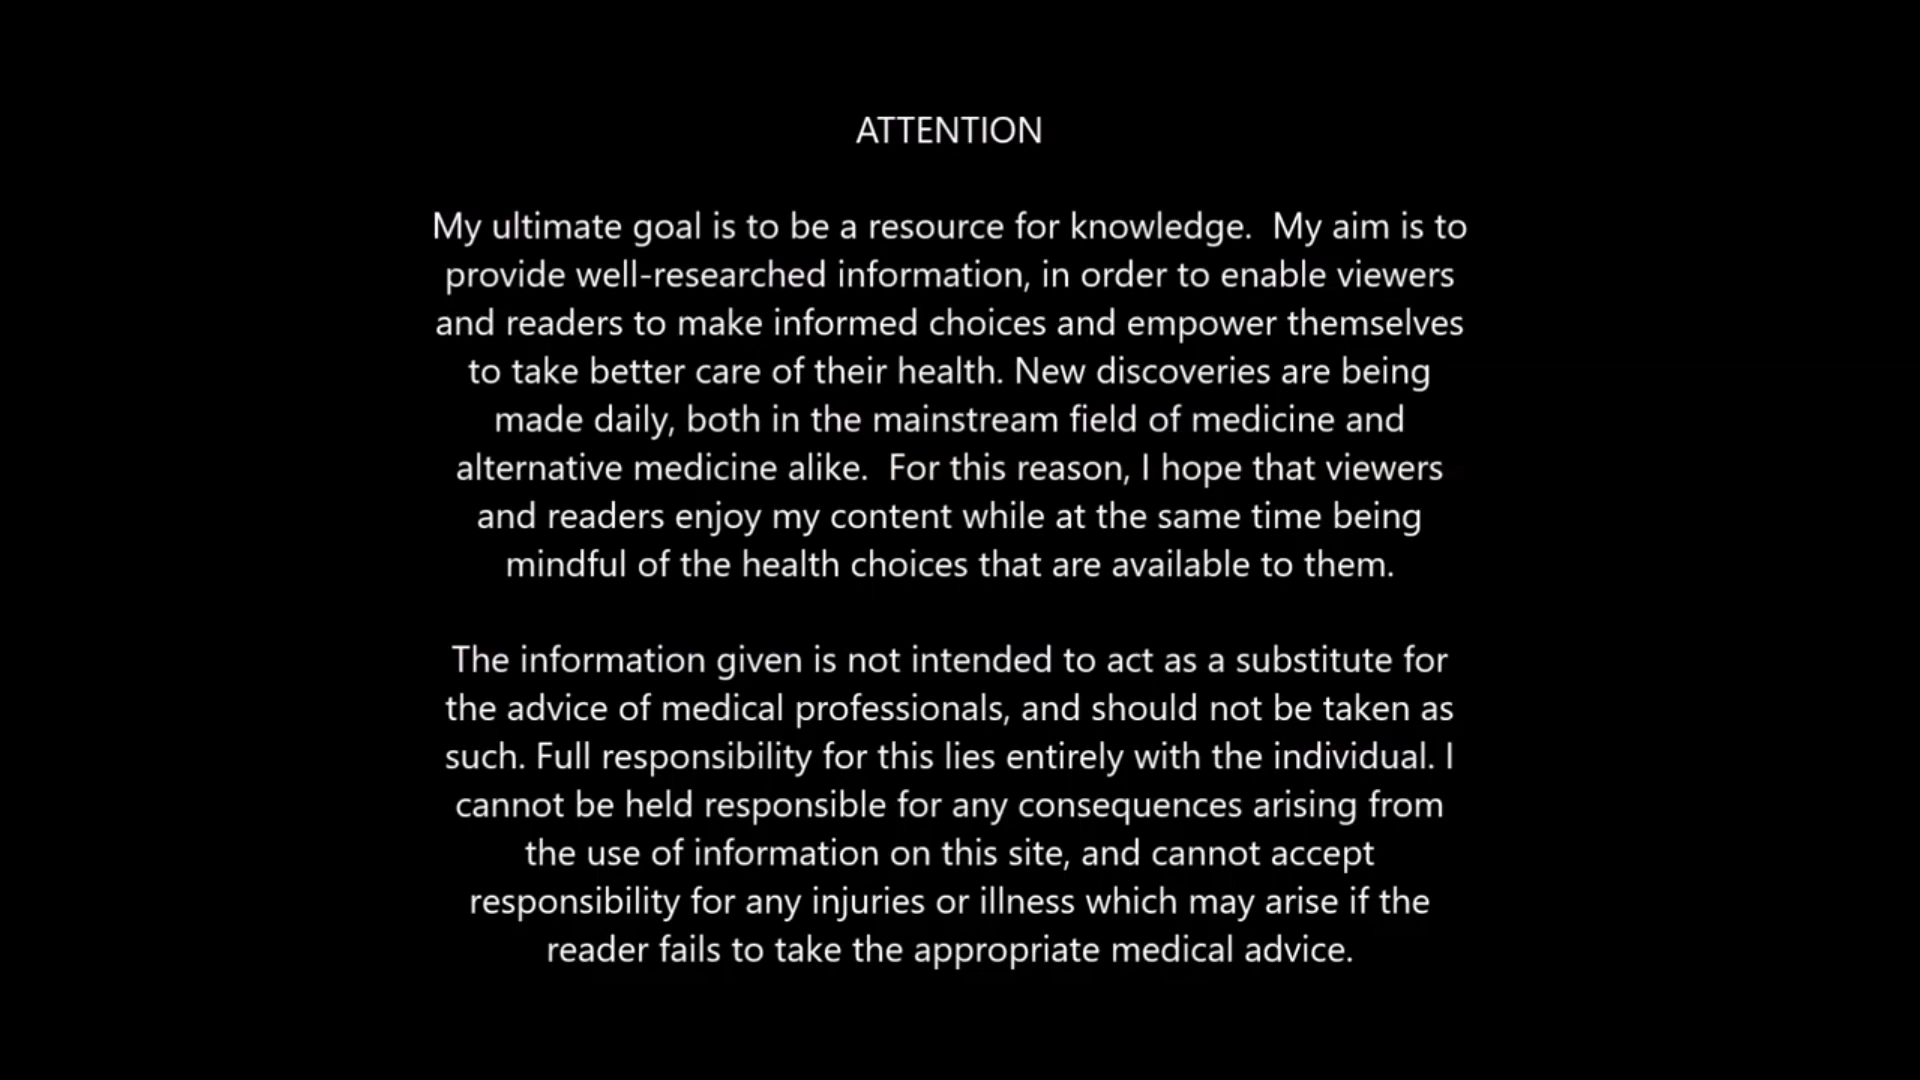 ATTENTION
My ultimate goal is to be a resource for knowledge.  My aim is to
provide well-researched information, in order to enable viewers
and readers to make informed choices and empower themselves
to take better care of their health. New discoveries are being
made daily, both in the mainstream field of medicine and
alternative medicine alike.  For this reason, I hope that viewers
and readers enjoy my content while at the same time being
mindful of the health choices that are available to them.
The information given is not intended to act as a substitute for
the advice of medical professionals, and should not be taken as
such. Full responsibility for this lies entirely with the individual. I
cannot be held responsible for any consequences arising from
the use of information on this site, and cannot accept
responsibility for any injuries or illness which may arise if the
reader fails to take the appropriate medical advice.